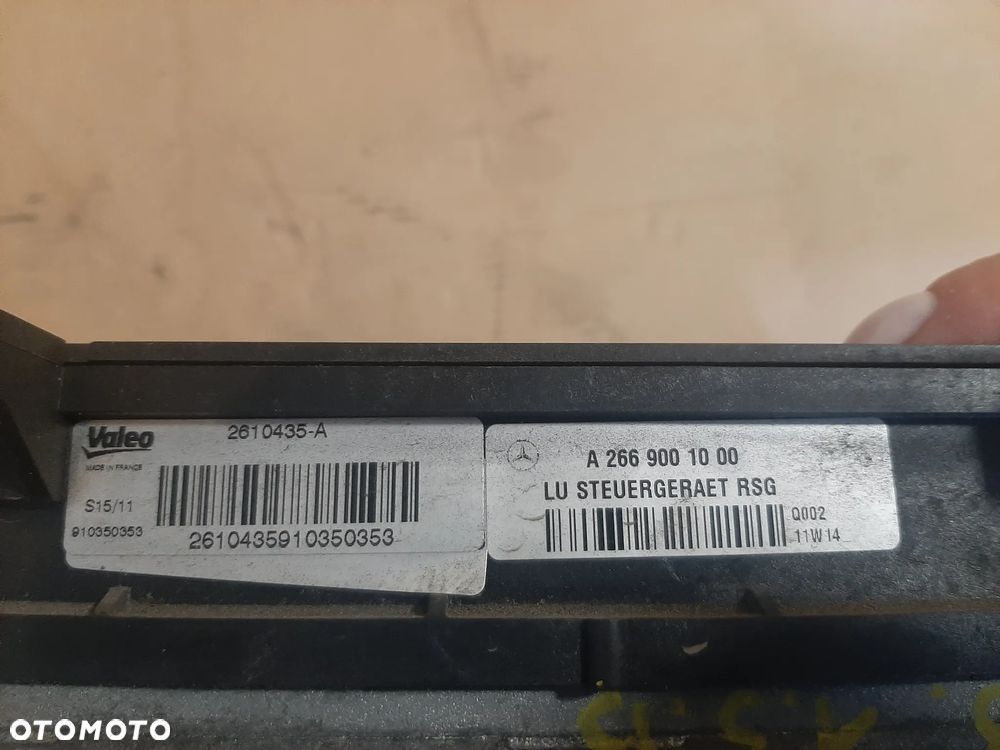 Valeo
MADE IN FRANCE
2610435-A
S15/11
910350353
2610435910350353
A 266 900 10 00
LU STEUERGERAET RSG
Q002
11W14
OTOMOTO